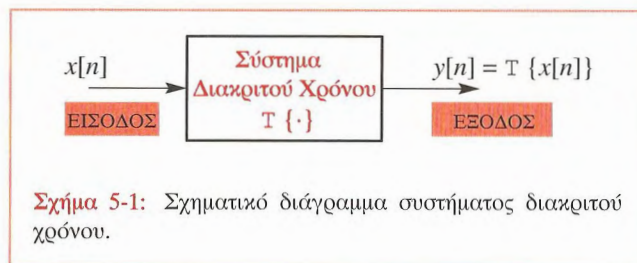 x[n]
Σύστημα
Διακριτού Χρόνου
T {·}
y[n] = T {x[n]}
ΕΙΣΟΔΟΣ
ΕΞΟΔΟΣ
Σχήμα 5-1: Σχηματικό διάγραμμα συστήματος διακριτού
χρόνου.